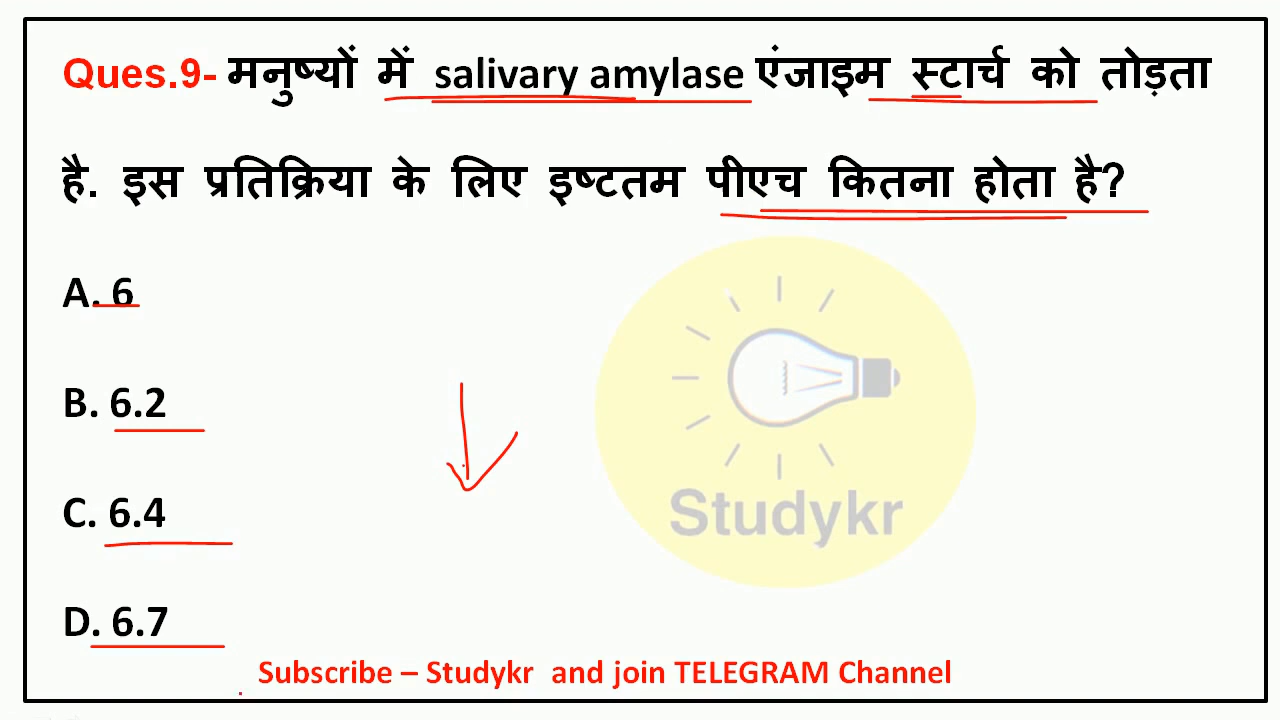 Ques.9- मनुष्यों में salivary amylase एंजाइम स्टार्च को तोड़ता
है. इस प्रतिक्रिया के लिए इष्टतम पीएच कितना होता है?
A. 6
B. 6.2
C. 6.4
D. 6.7
Studykr
Subscribe – Studykr and join TELEGRAM Channel